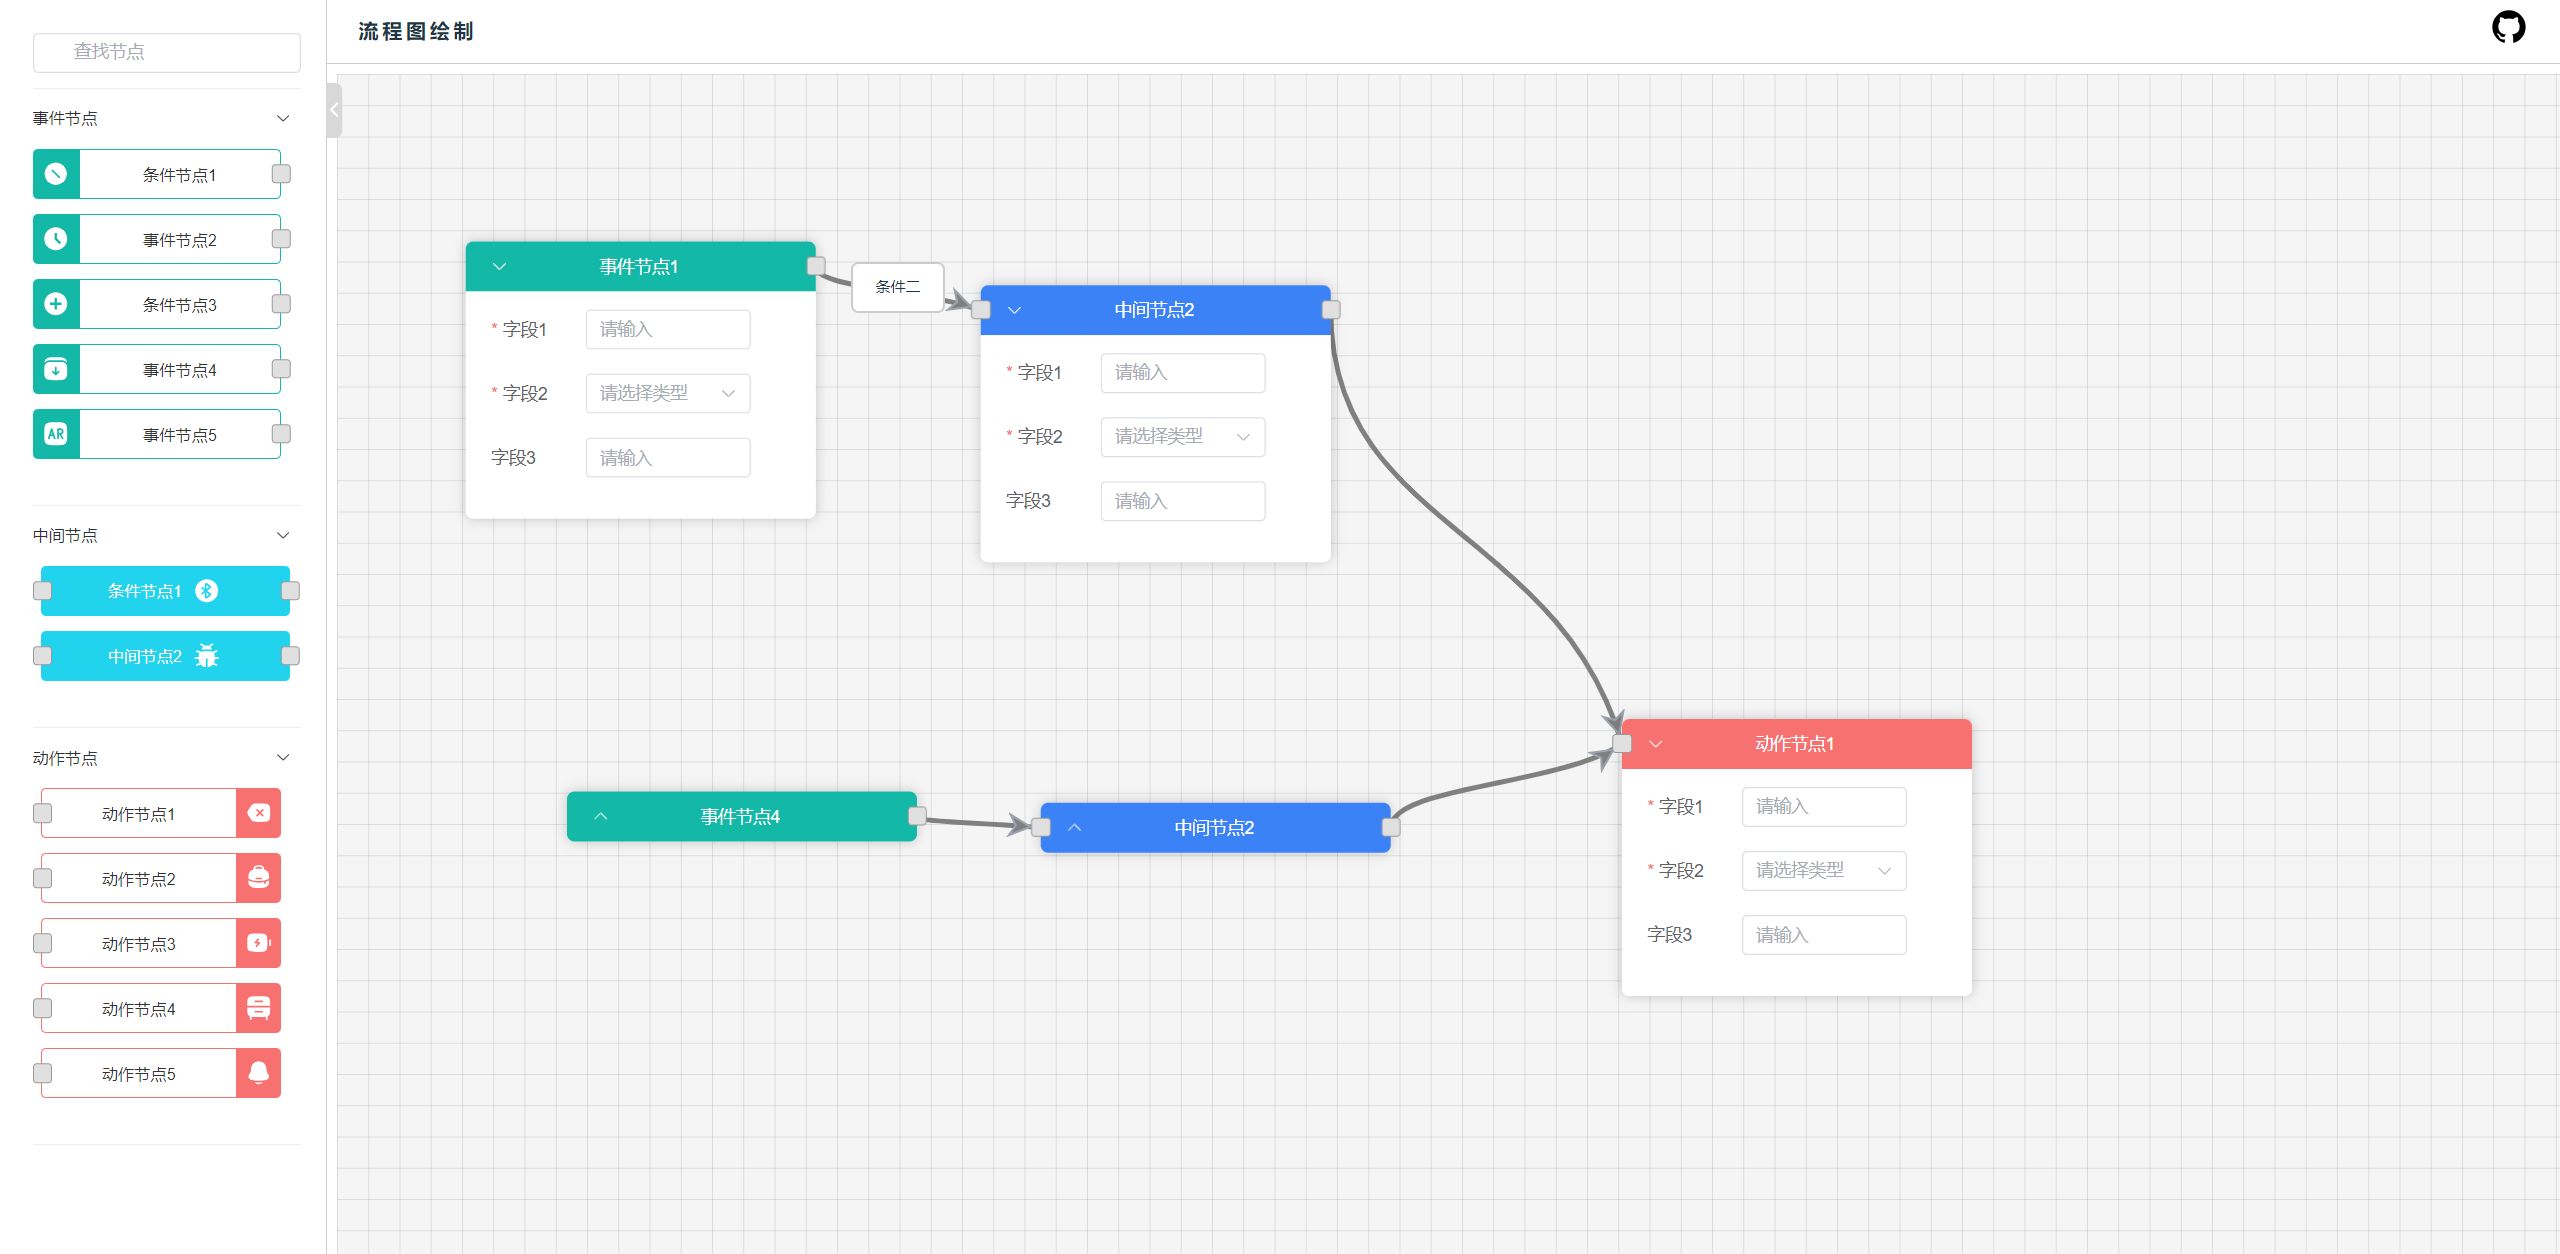 查找节点
事件节点
条件节点1
事件节点2
条件节点3
事件节点4
AR
事件节点5
中间节点
条件节点1
中间节点2
动作节点
动作节点1
动作节点2
动作节点3
动作节点4
动作节点5
流程图绘制
事件节点1
* 字段1
请输入
* 字段2
请选择类型
字段3
请输入
条件二
中间节点2
* 字段1
请输入
* 字段2
请选择类型
字段3
请输入
事件节点4
中间节点2
动作节点1
* 字段1
请输入
* 字段2
请选择类型
字段3
请输入